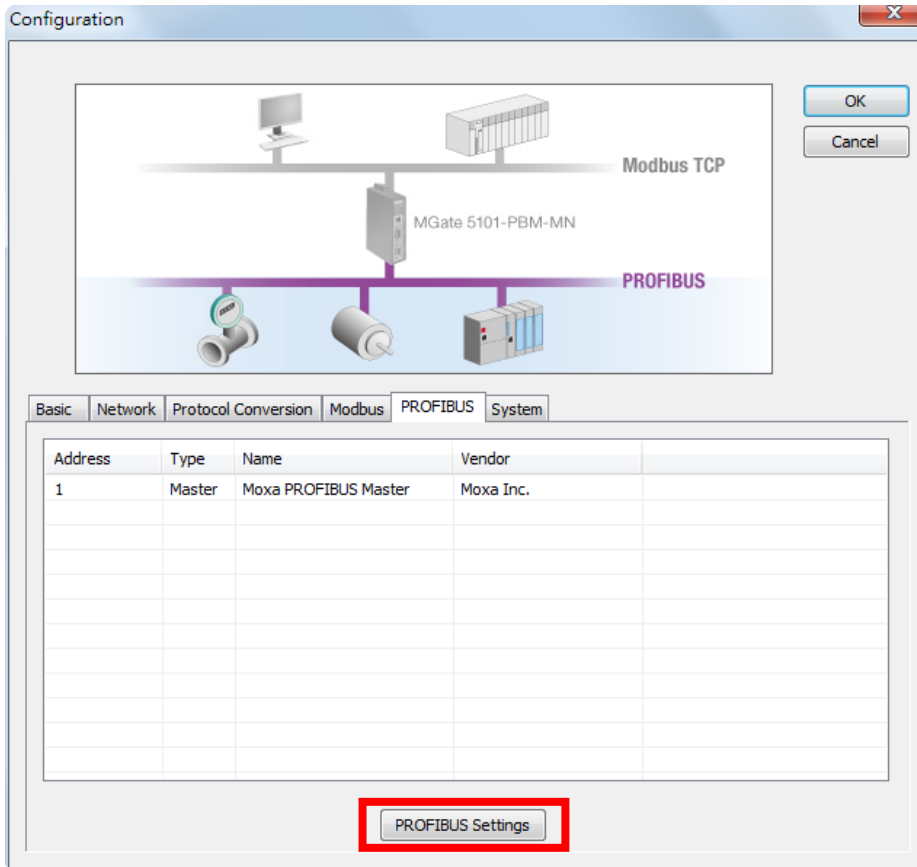 Configuration
OK
Cancel
Modbus TCP
MGate 5101-PBM-MN
PROFIBUS
Basic Network Protocol Conversion Modbus PROFIBUS System
Address Type Name Vendor
1 Master Moxa PROFIBUS Master Moxa Inc.
PROFIBUS Settings